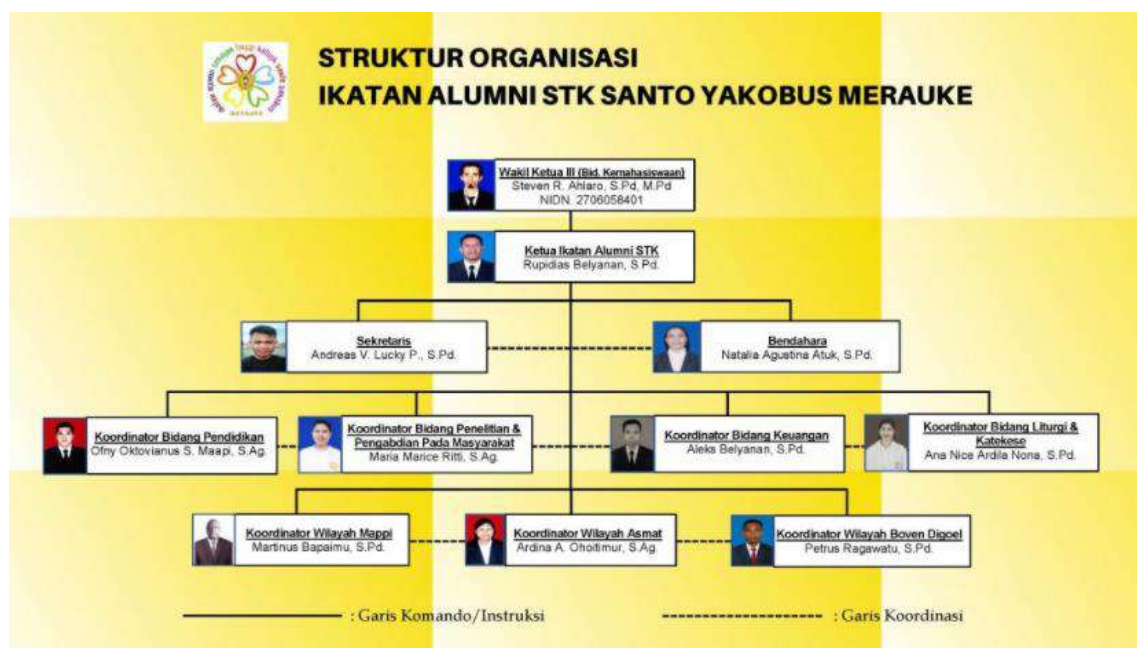 STRUKTUR ORGANISASI
IKATAN ALUMNI STK SANTO YAKOBUS MERAUKE
Wakil Ketua III (Bid. Kemahasiswaan)
Steven R. Ahlaro, S.Pd, M.Pd
NIDN. 2706058401
Ketua Ikatan Alumni STK
Rupidias Belyanan, S.Pd.
Sekretaris
Andreas V. Lucky P., S.Pd.
Bendahara
Natalia Agustina Atuk, S.Pd.
Koordinator Bidang Pendidikan
Ofny Oktovianus S. Maapi, S.Ag.
Koordinator Bidang Penelitian &
Pengabdian Pada Masyarakat
Maria Marice Ritti, S.Ag.
Koordinator Bidang Keuangan
Aleks Belyanan, S.Pd.
Koordinator Bidang Liturgi &
Katekese
Ana Nice Ardila Nona, S.Pd.
Koordinator Wilayah Mappi
Martinus Bapaimu, S.Pd.
Koordinator Wilayah Asmat
Ardina A. Ohoitimur, S.Ag.
Koordinator Wilayah Boven Digoel
Petrus Ragawatu, S.Pd.
: Garis Komando/Instruksi
: Garis Koordinasi